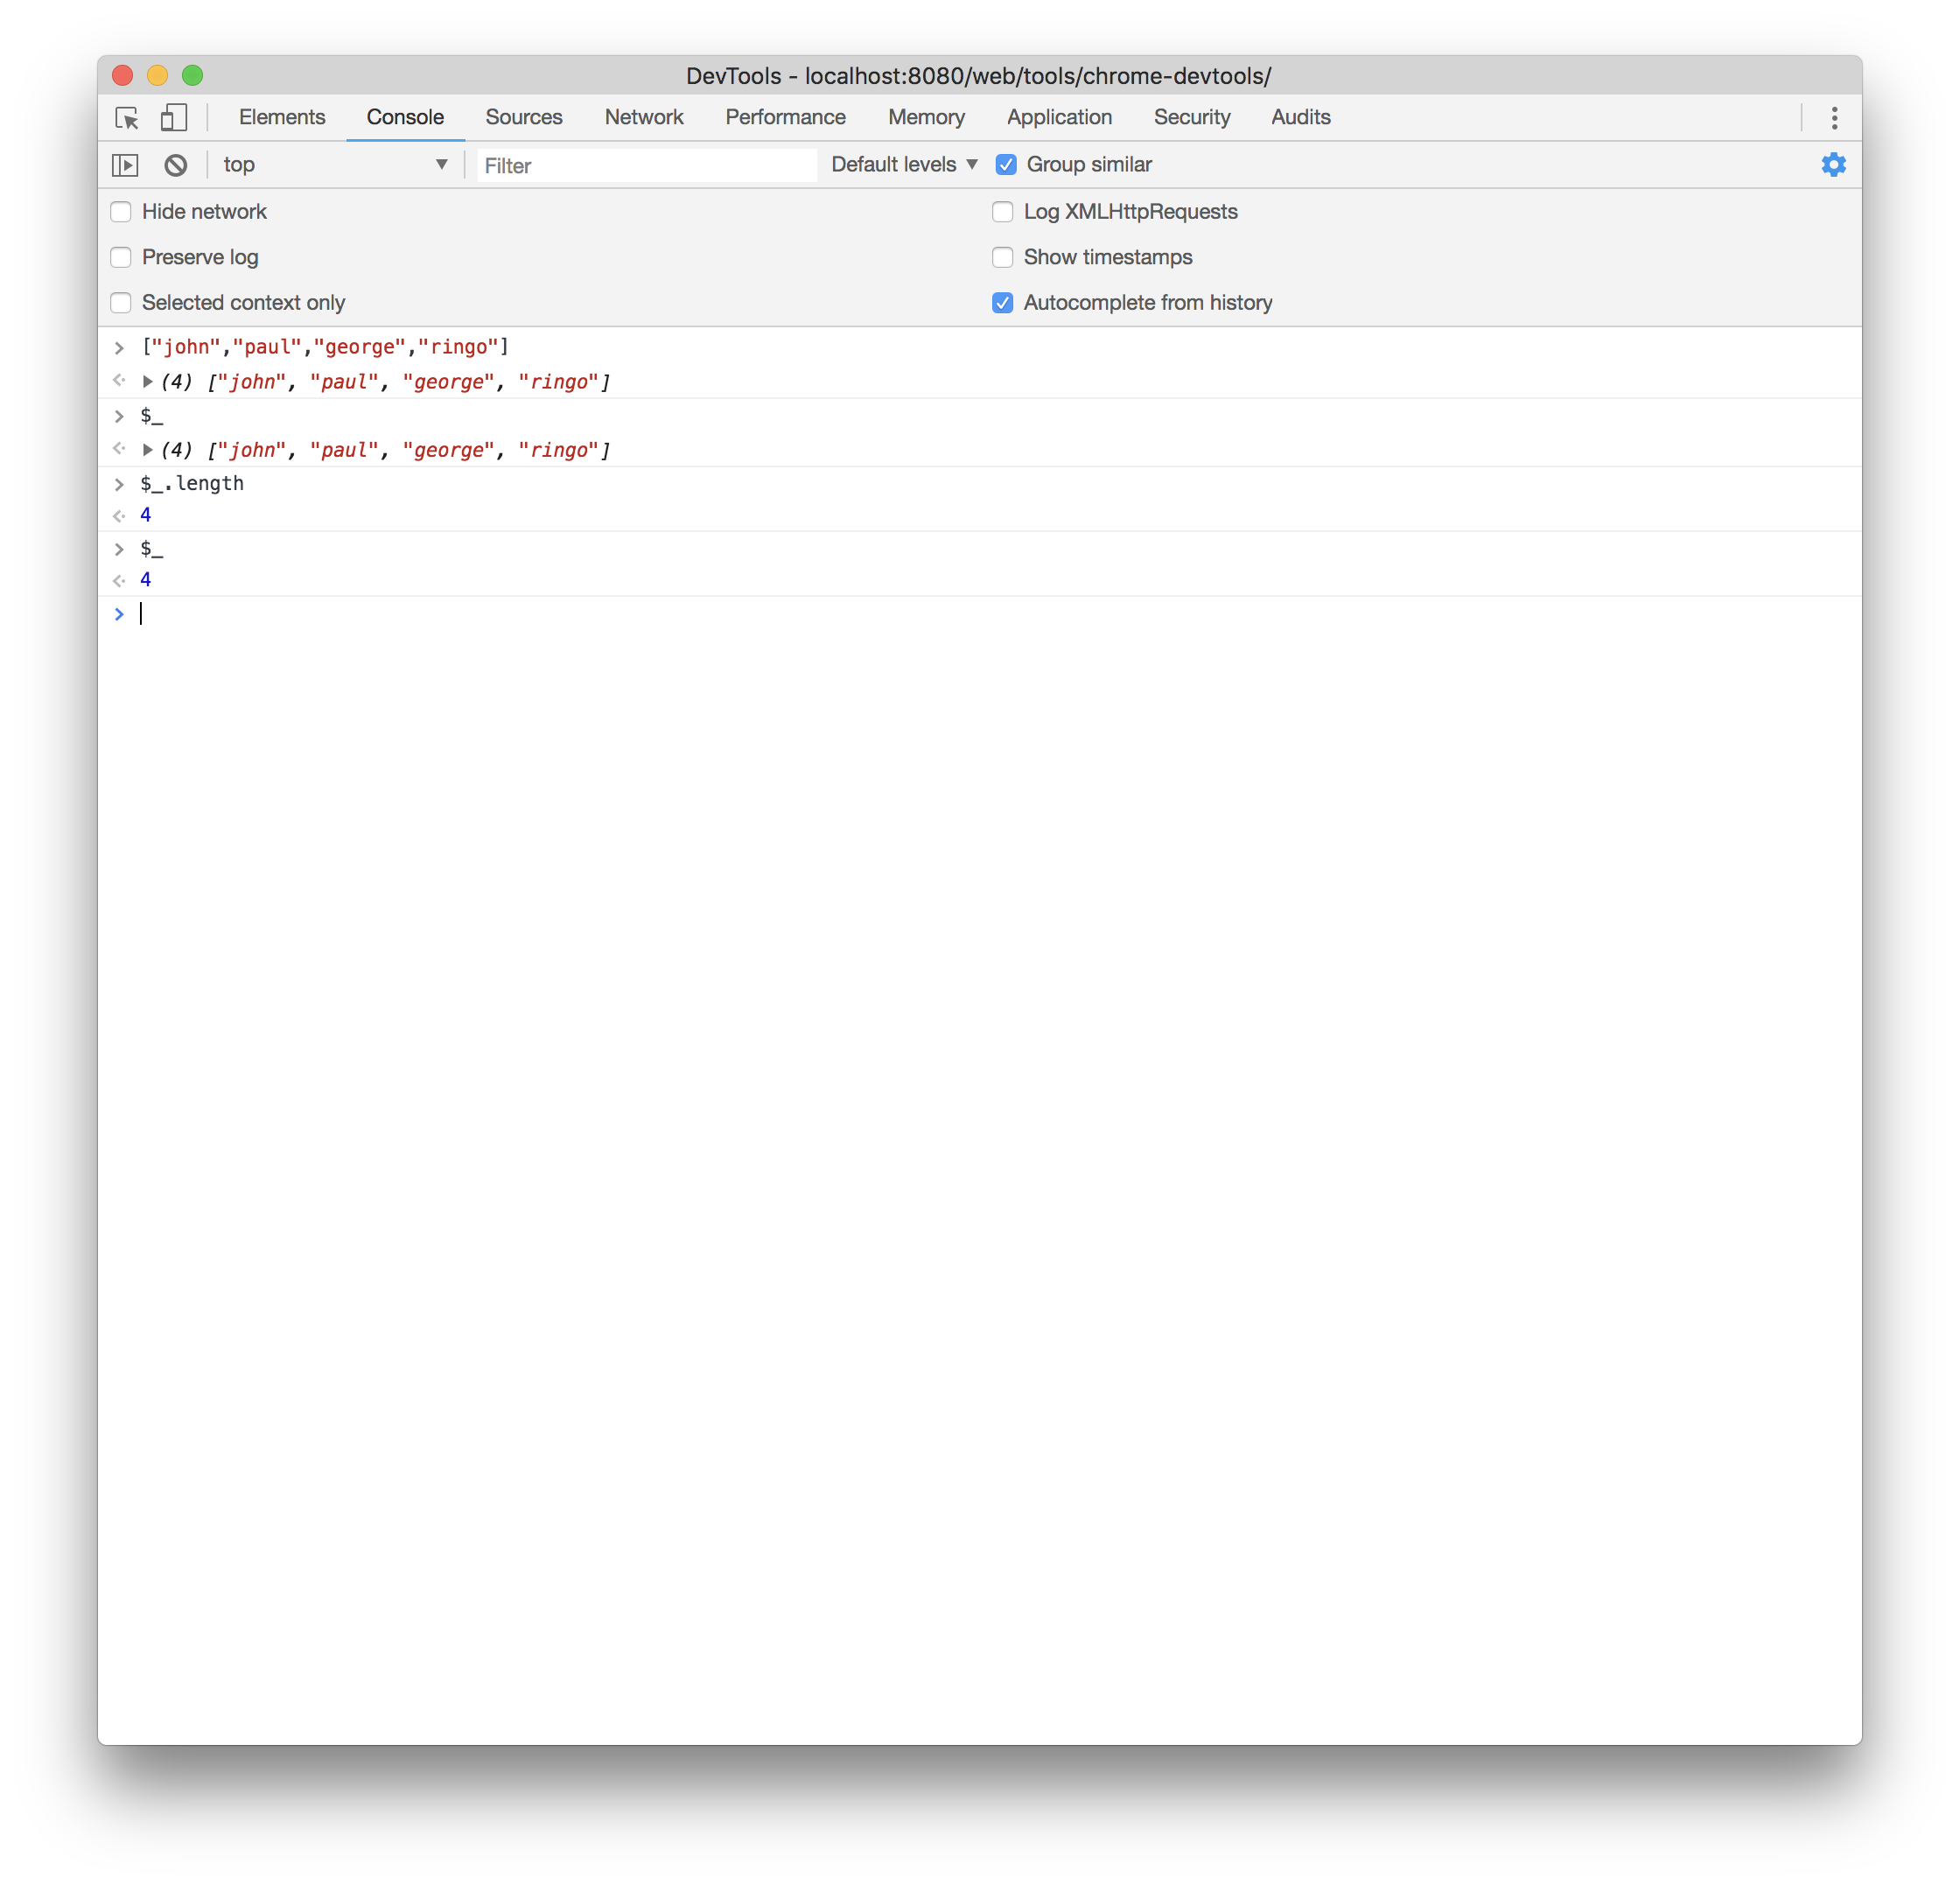 DevTools - localhost:8080/web/tools/chrome-devtools/
Elements Console Sources Network Performance Memory Application Security Audits
top Filter Default levels Group similar
Hide network Log XMLHttpRequests
Preserve log Show timestamps
Selected context only Autocomplete from history
> ["john","paul","george","ringo"]
(4) ["john", "paul", "george", "ringo"]
> $_
(4) ["john", "paul", "george", "ringo"]
> $_.length
4
> $_
4
>